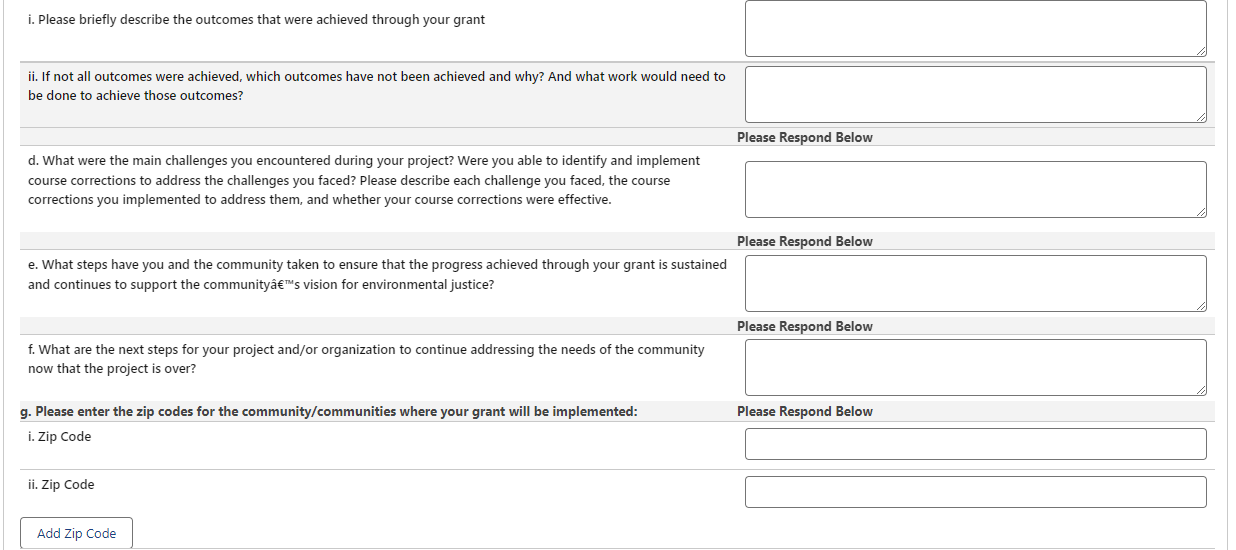 i. Please briefly describe the outcomes that were achieved through your grant
ii. If not all outcomes were achieved, which outcomes have not been achieved and why? And what work would need to
be done to achieve those outcomes?
Please Respond Below
d. What were the main challenges you encountered during your project? Were you able to identify and implement
course corrections to address the challenges you faced? Please describe each challenge you faced, the course
corrections you implemented to address them, and whether your course corrections were effective.
Please Respond Below
e. What steps have you and the community taken to ensure that the progress achieved through your grant is sustained
and continues to support the communityâ€™s vision for environmental justice?
Please Respond Below
f. What are the next steps for your project and/or organization to continue addressing the needs of the community
now that the project is over?
g. Please enter the zip codes for the community/communities where your grant will be implemented: Please Respond Below
i. Zip Code
ii. Zip Code
Add Zip Code